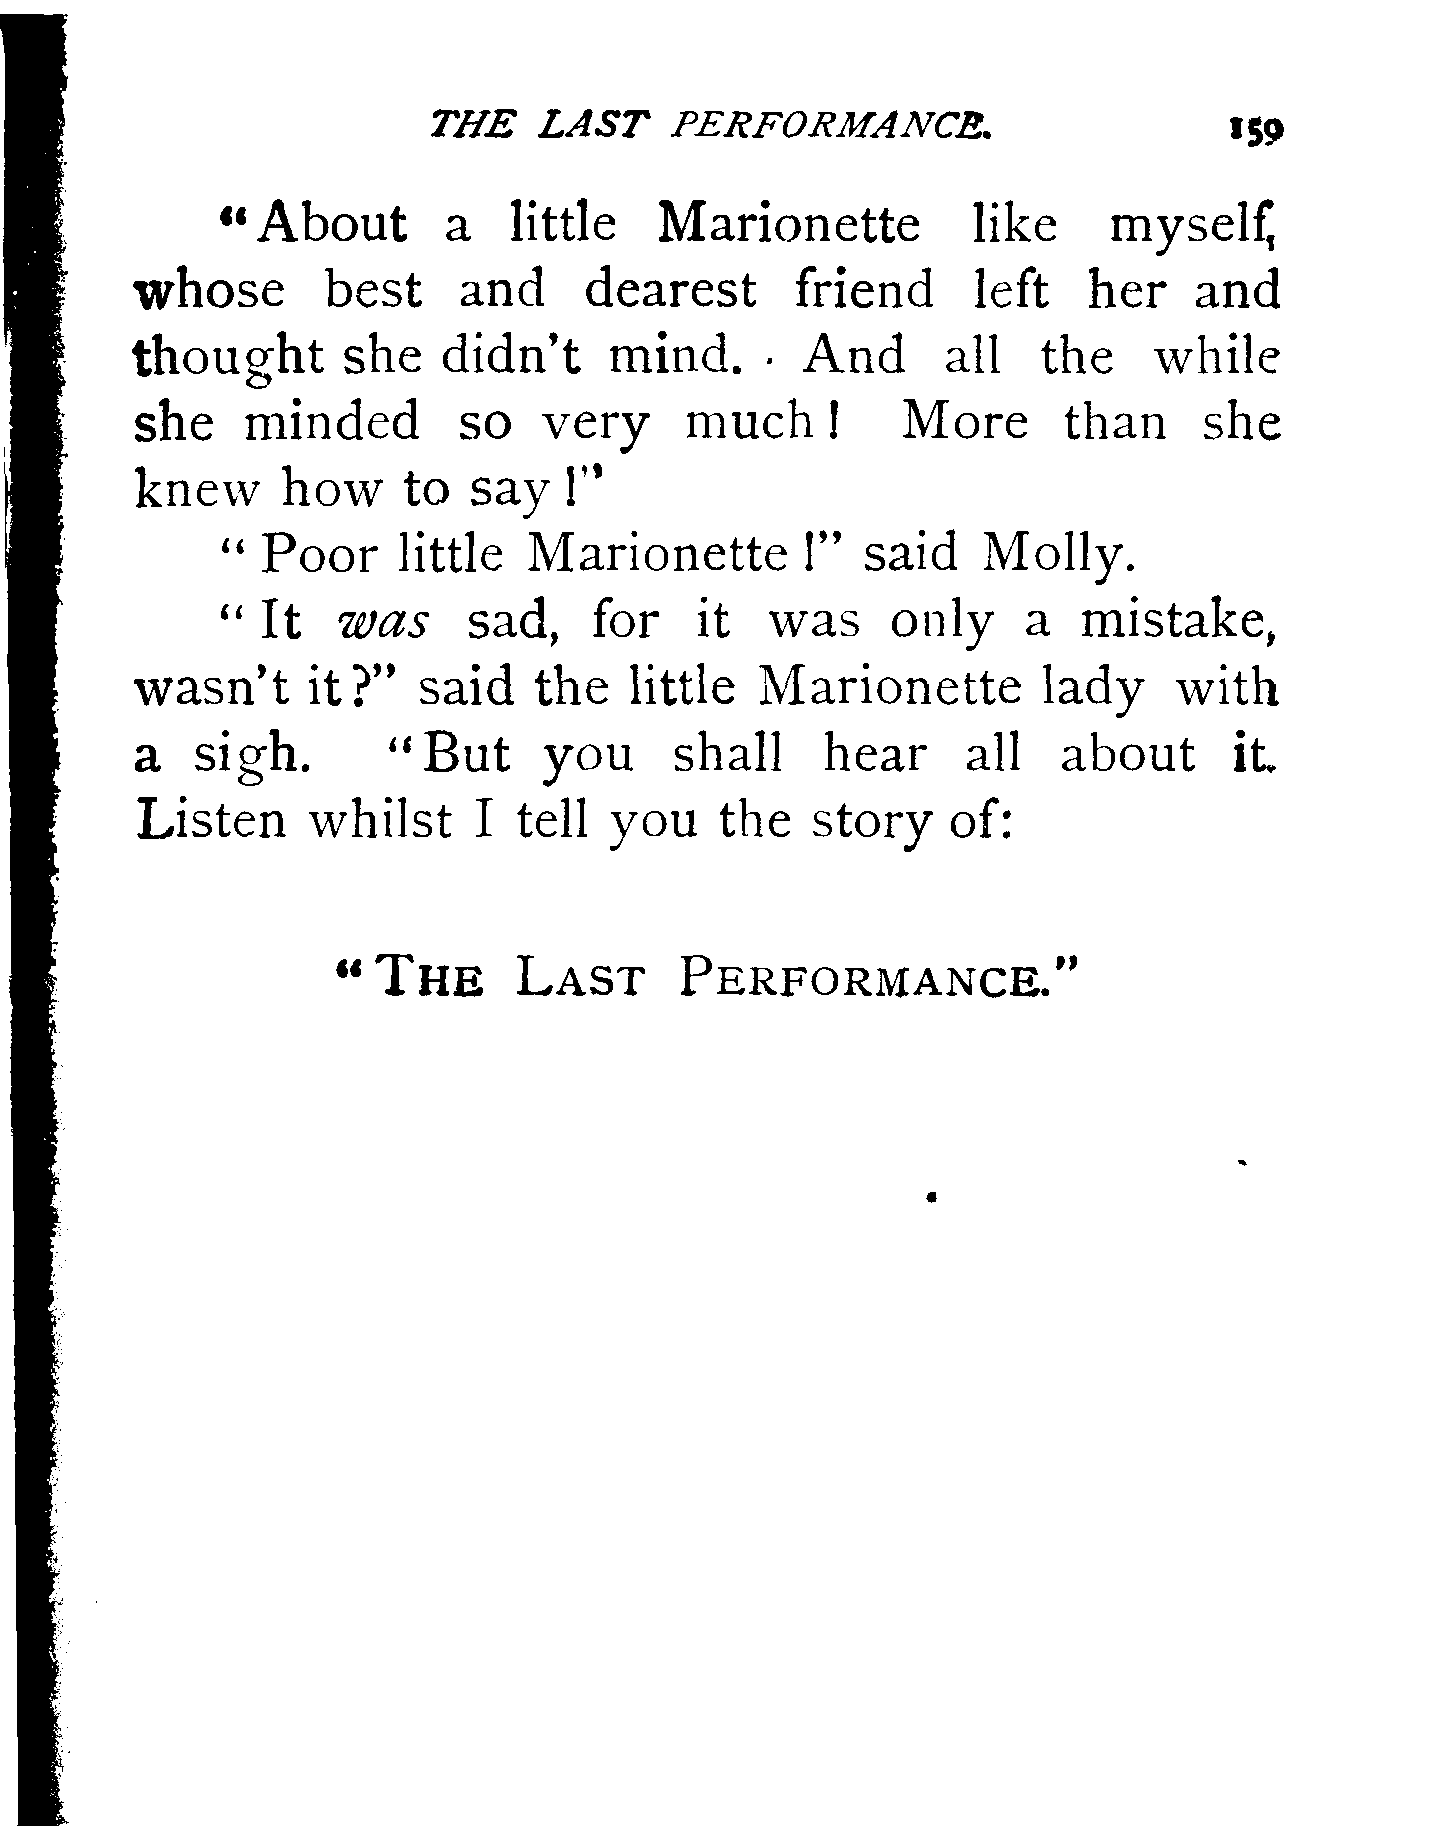 THE LAST PERFORMANCE. 159
"About a little Marionette like myself,
whose best and dearest friend left her and
thought she didn't mind. And all the while
she minded so very much! More than she
knew how to say!"
"Poor little Marionette!" said Molly.
"It was sad, for it was only a mistake,
wasn't it?" said the little Marionette lady with
a sigh. "But you shall hear all about it.
Listen whilst I tell you the story of:
"THE LAST PERFORMANCE."